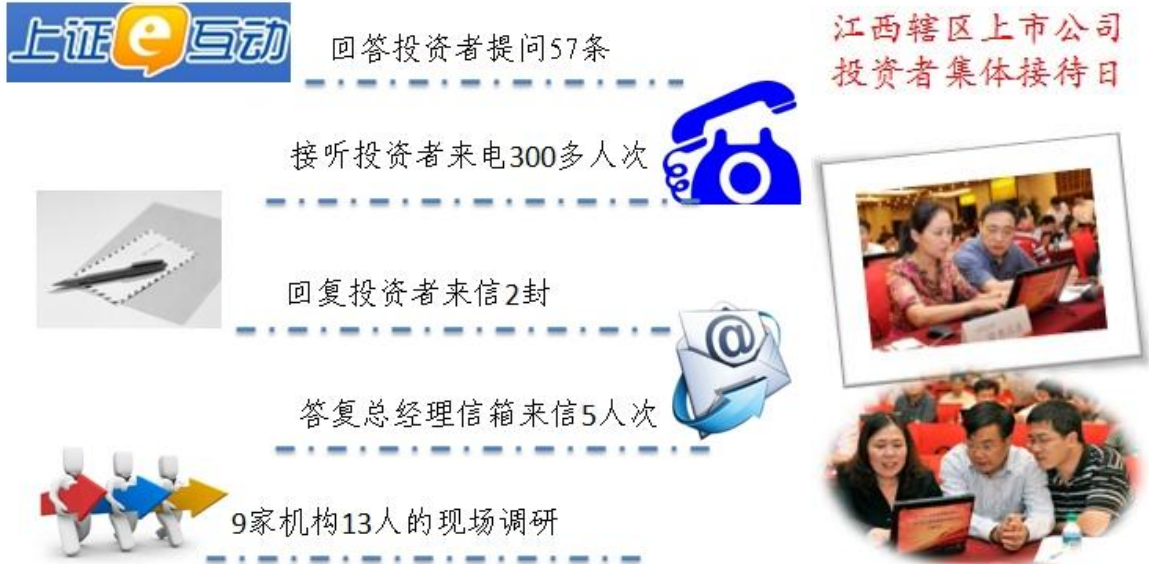 上证e互动
回答投资者提问57条
接听投资者来电300多人次
回复投资者来信2封
@
答复总经理信箱来信5人次
9家机构13人的现场调研
江西辖区上市公司
投资者集体接待日